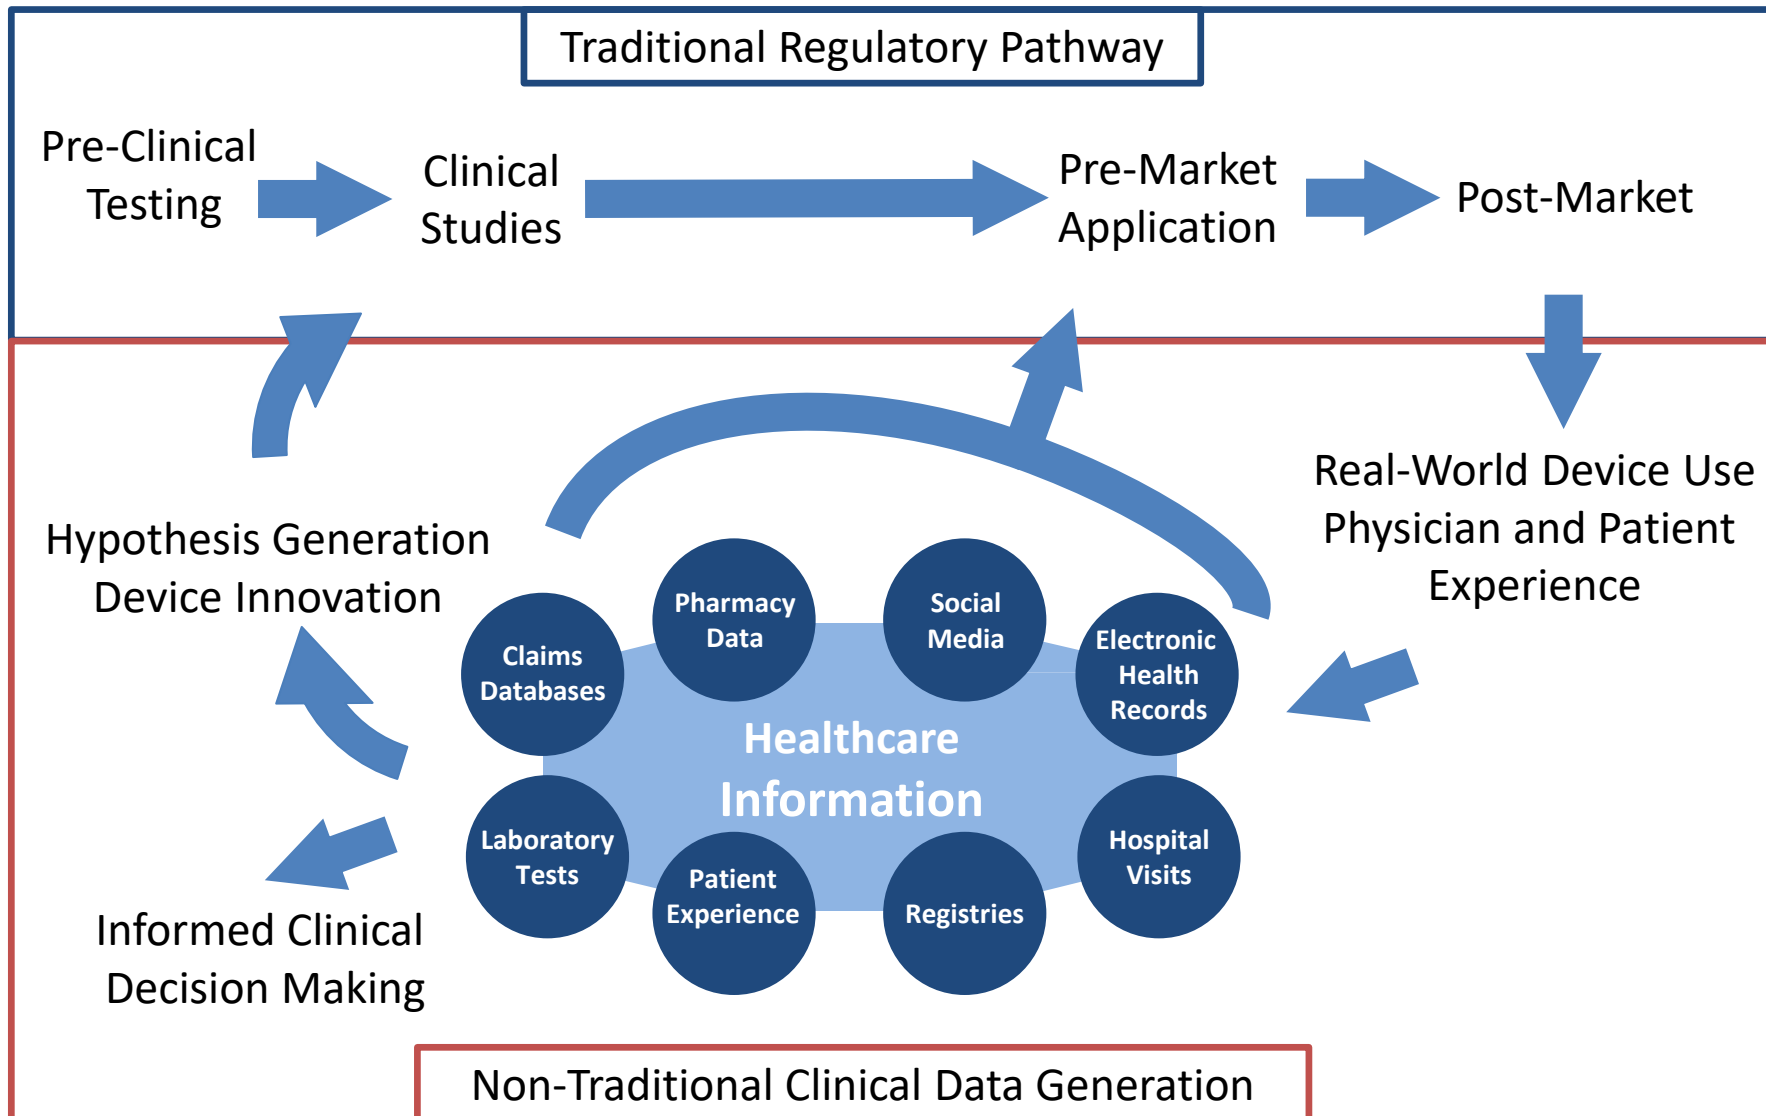 Traditional Regulatory Pathway
Pre-Clinical
Testing
Clinical
Studies
Pre-Market
Application
Post-Market
Real-World Device Use
Physician and Patient
Experience
Hypothesis Generation
Device Innovation
Pharmacy
Data
Social
Media
Claims
Databases
Electronic
Health
Records
Healthcare
Information
Laboratory
Tests
Patient
Experience
Registries
Hospital
Visits
Informed Clinical
Decision Making
Non-Traditional Clinical Data Generation